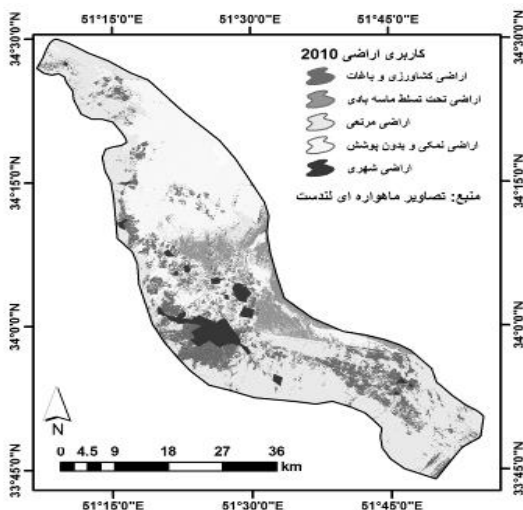 51°15'0"E 51°30'0"E 51°45'0"E
34°30'0"N 34°30'0"N
کاربری اراضی 2010
اراضی کشاورزی و باغات
اراضی تحت تسلط ماسه بادی
اراضی مرتعی
اراضی نمکی و بدون پوشش
اراضی شهری
منبع: تصاویر ماهواره ای لندست
34°15'0"N 34°15'0"N
34°0'0"N 34°0'0"N
N
0 4.5 9 18 27 36
km
33°45'0"N 33°45'0"N
51°15'0"E 51°30'0"E 51°45'0"E